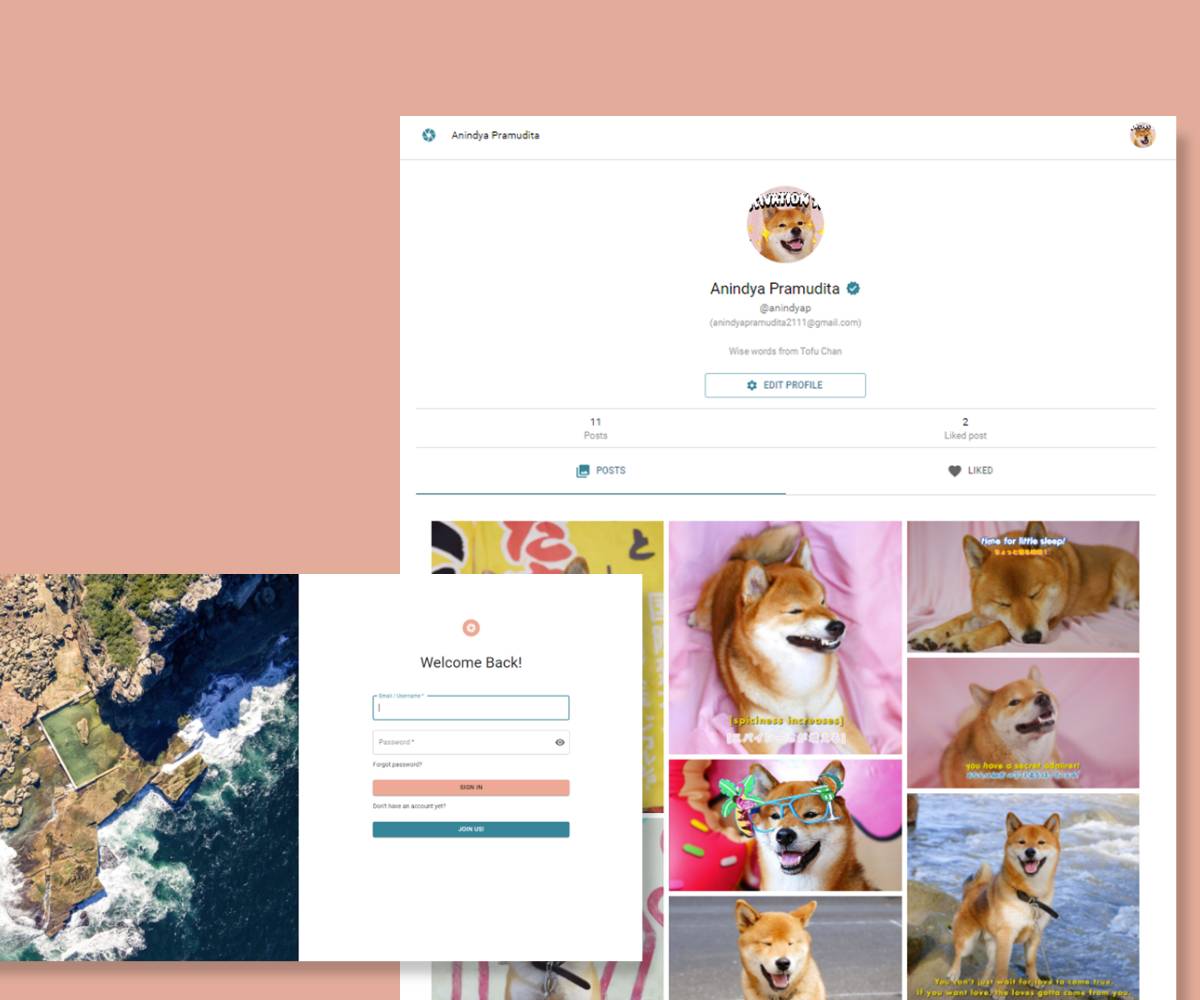 Anindya Pramudita
Anindya Pramudita
@anindyap
(anindyapramudita2111@gmail.com)
Wise words from Tofu Chan
EDIT PROFILE
11
Posts
2
Liked post
POSTS
LIKED
time for little sleep!
(spiciness increases)
you have a secret admirer!
You can't just wait for love to come true.
If you want love, the loves gotta come from you.
Welcome Back!
Email / Username *
Password *
Forgot password?
SIGN IN
Don't have an account yet?
JOIN US!